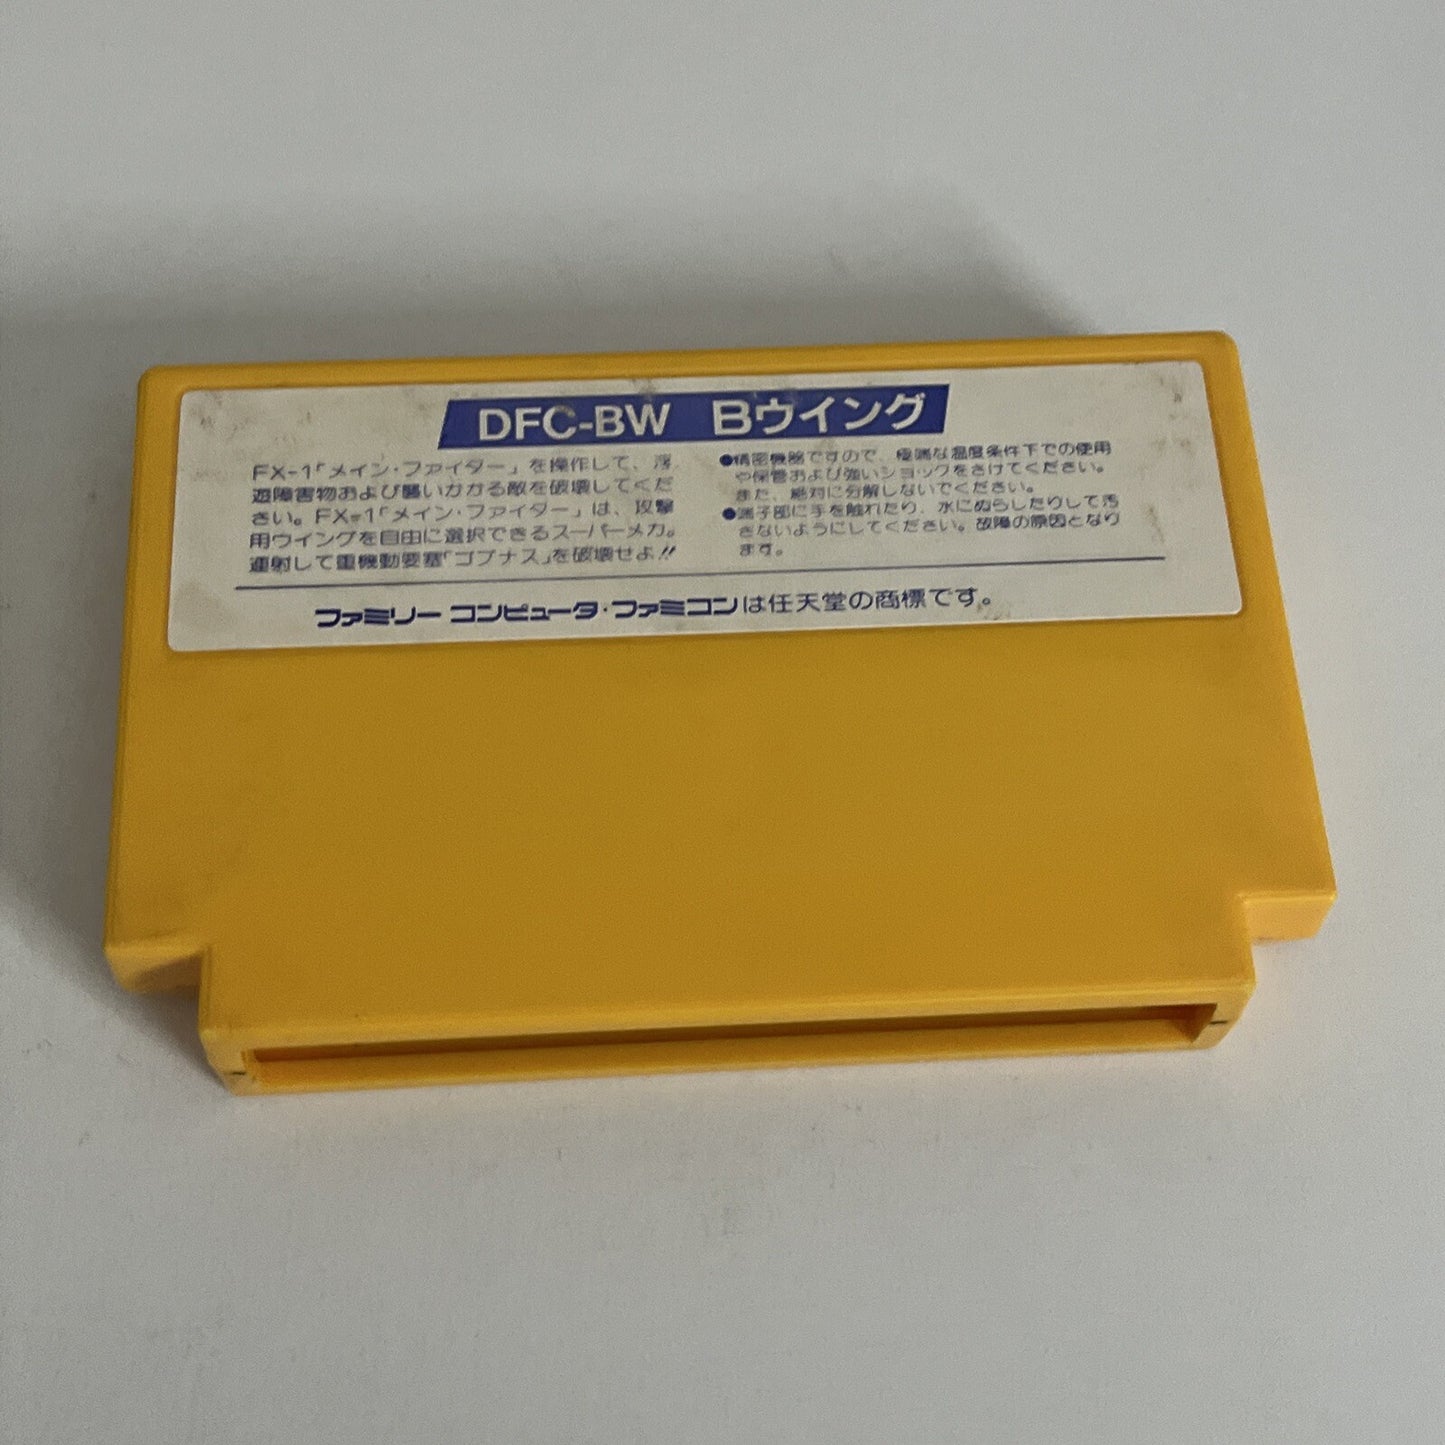 DFC-BW Bウイング
FX-1「メイン・ファイター」を操作して、浮
遊障害物および襲いかかる敵を破壊してくだ
さい。FX-1「メイン・ファイター」は、攻撃
用ウイングを自由に選択できるスーパーメカ。
連射して重機動要塞「ゴブナス」を破壊せよ!!
●精密機器ですので、極端な温度条件下での使用
や保管および強いショックをさけてください。
また、絶対に分解しないでください。
●端子部に手を触れたり、水にぬらしたりして汚
さないようにしてください。故障の原因となり
ます。
ファミリー コンピュータ・ファミコンは任天堂の商標です。